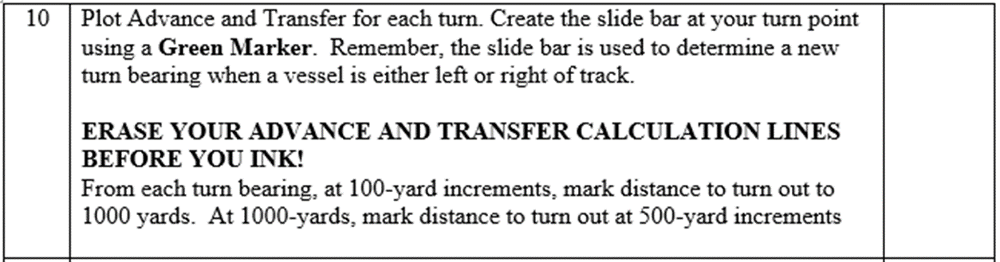 10
Plot Advance and Transfer for each turn. Create the slide bar at your turn point
using a Green Marker.  Remember, the slide bar is used to determine a new
turn bearing when a vessel is either left or right of track.
ERASE YOUR ADVANCE AND TRANSFER CALCULATION LINES
BEFORE YOU INK!
From each turn bearing, at 100-yard increments, mark distance to turn out to
1000 yards.  At 1000-yards, mark distance to turn out at 500-yard increments